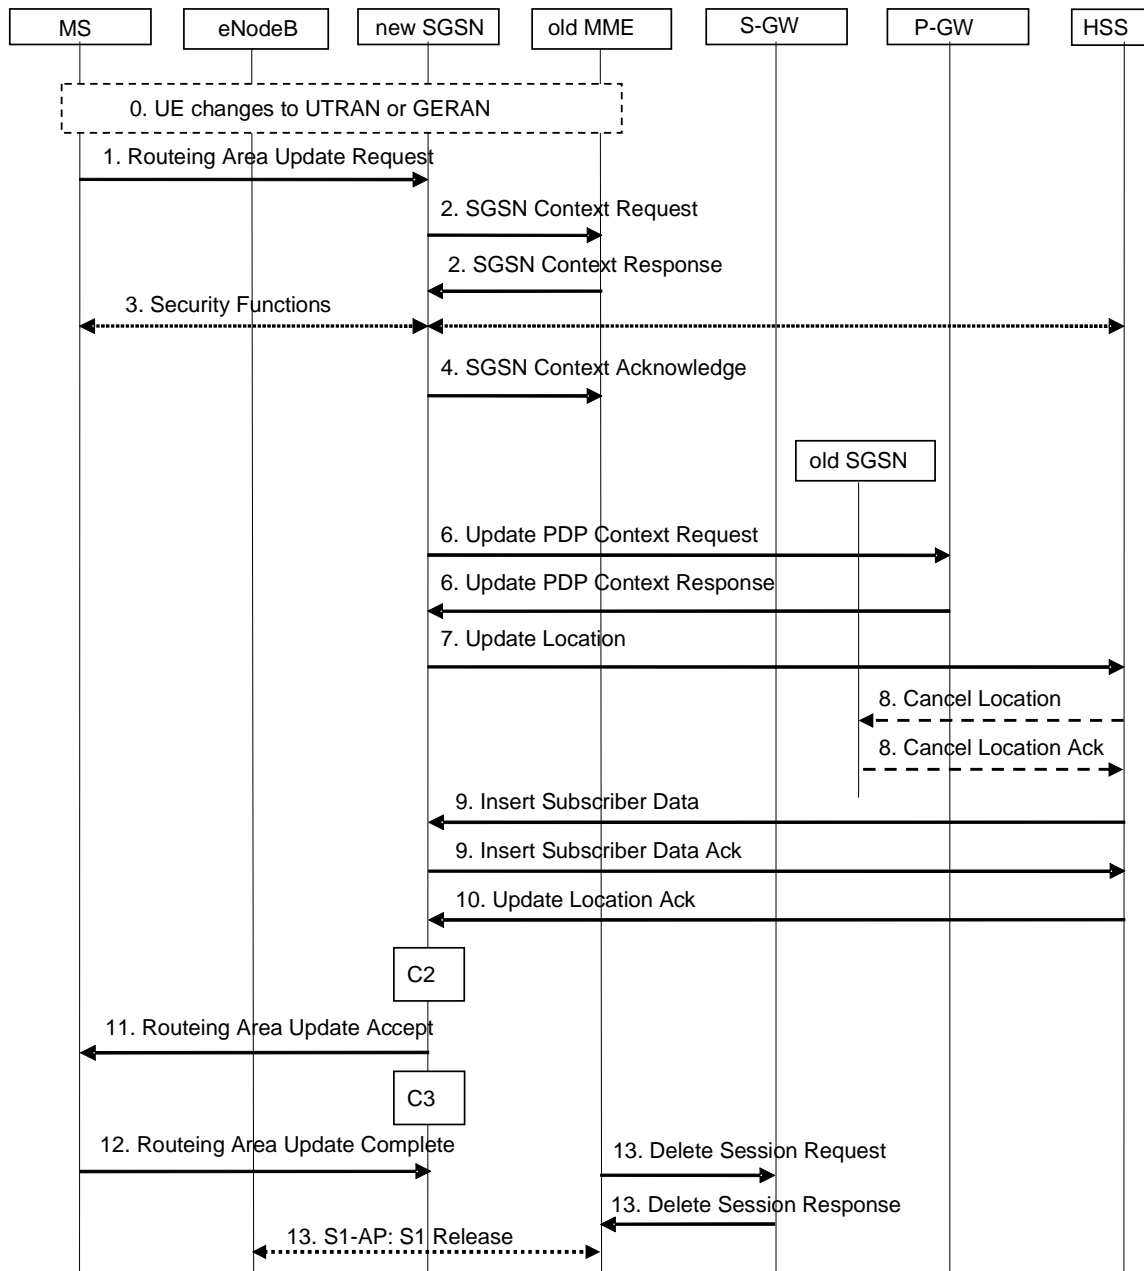 MS
eNodeB
new SGSN
old MME
S-GW
P-GW
HSS
0. UE changes to UTRAN or GERAN
1. Routeing Area Update Request
2. SGSN Context Request
2. SGSN Context Response
3. Security Functions
4. SGSN Context Acknowledge
old SGSN
6. Update PDP Context Request
6. Update PDP Context Response
7. Update Location
8. Cancel Location
8. Cancel Location Ack
9. Insert Subscriber Data
9. Insert Subscriber Data Ack
10. Update Location Ack
C2
11. Routeing Area Update Accept
C3
12. Routeing Area Update Complete
13. Delete Session Request
13. Delete Session Response
13. S1-AP: S1 Release